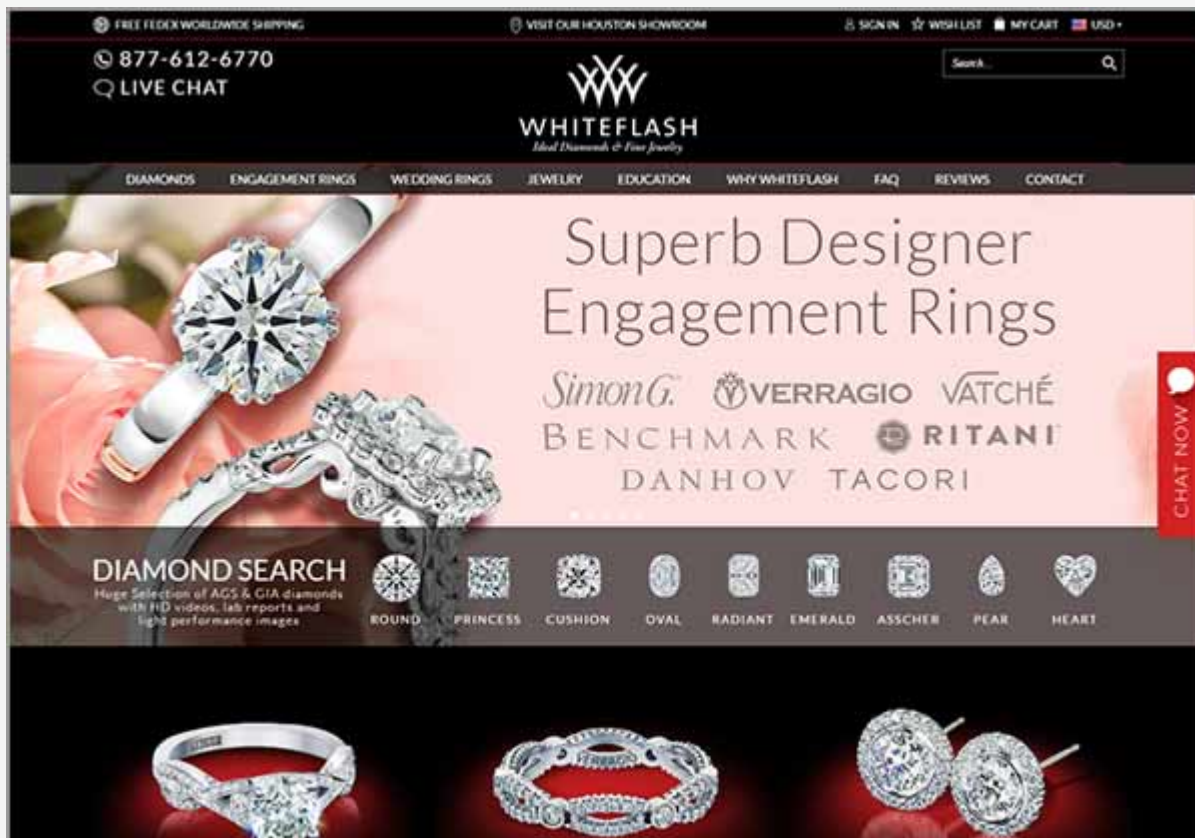 FREE FEDEX WORLDWIDE SHIPPING
VISIT OUR HOUSTON SHOWROOM
SIGN IN WISH LIST MY CART USD
877-612-6770
LIVE CHAT
Search...
WHITEFLASH
Ideal Diamonds & Fine Jewelry
DIAMONDS ENGAGEMENT RINGS WEDDING RINGS JEWELRY EDUCATION WHY WHITEFLASH FAQ REVIEWS CONTACT
Superb Designer
Engagement Rings
Simon G. VERRAGIO VATCHÉ
BENCHMARK RITANI
DANHOV TACORI
CHAT NOW
DIAMOND SEARCH
Huge Selection of AGS & GIA diamonds
with HD videos, lab reports and
light performance images
ROUND PRINCESS CUSHION OVAL RADIANT EMERALD ASSCHER PEAR HEART